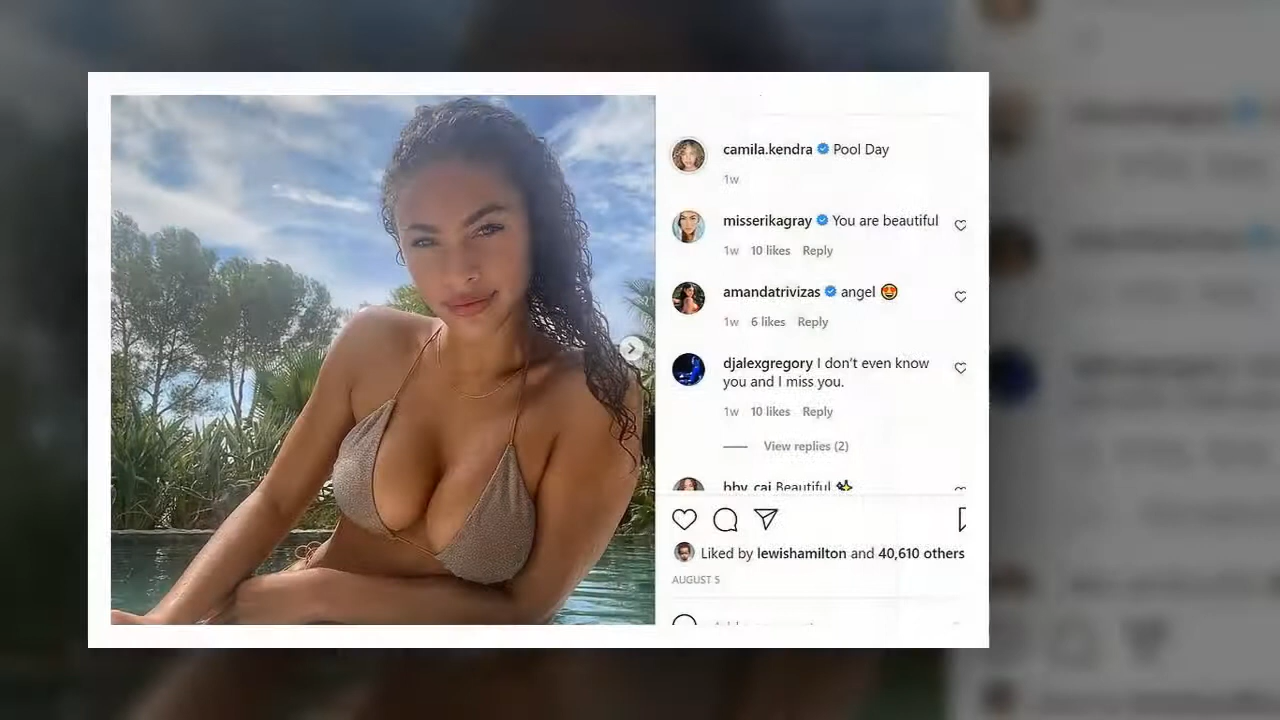 camila.kendra Pool Day
1w
misserikagray You are beautiful
1w 10 likes Reply
amandatrivizas angel 😍
1w 6 likes Reply
djalexgregory I don't even know
you and I miss you.
1w 10 likes Reply
View replies (2)
bby_cai Beautiful ✨
Liked by lewishamilton and 40,610 others
AUGUST 5